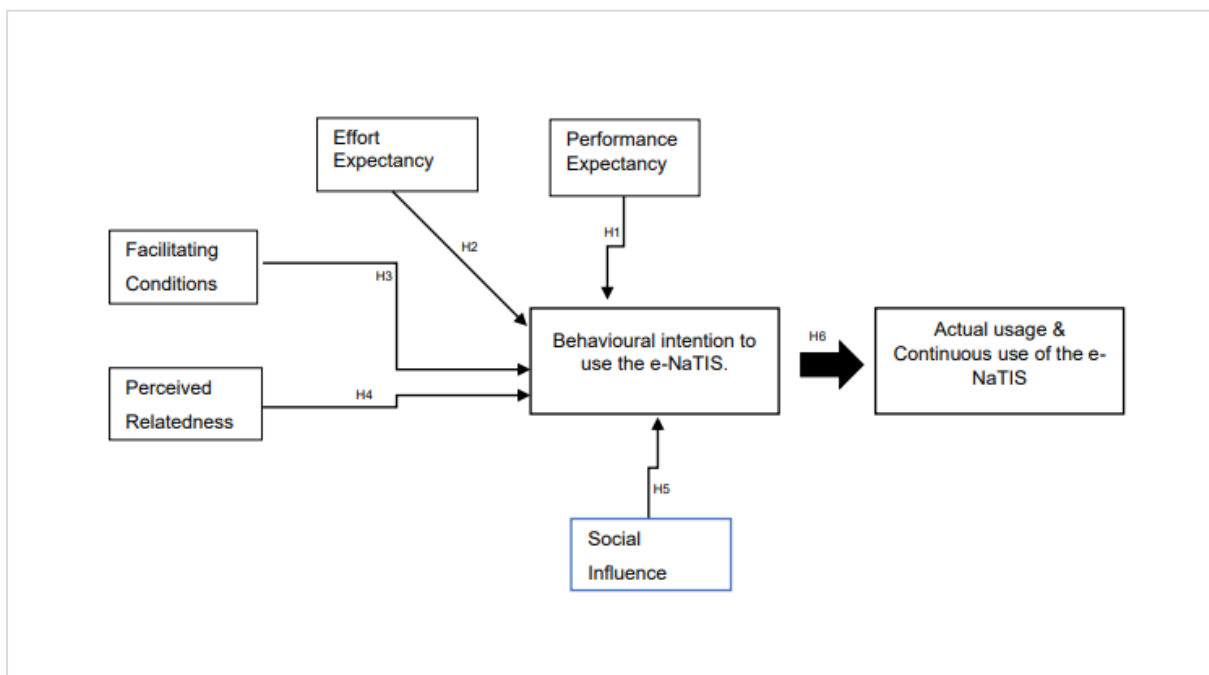 Effort
Expectancy
Performance
Expectancy
H1
H2
Facilitating
Conditions
H3
Behavioural intention to
use the e-NaTIS.
H6
Actual usage &
Continuous use of the e-
NaTIS
Perceived
Relatedness
H4
H5
Social
Influence